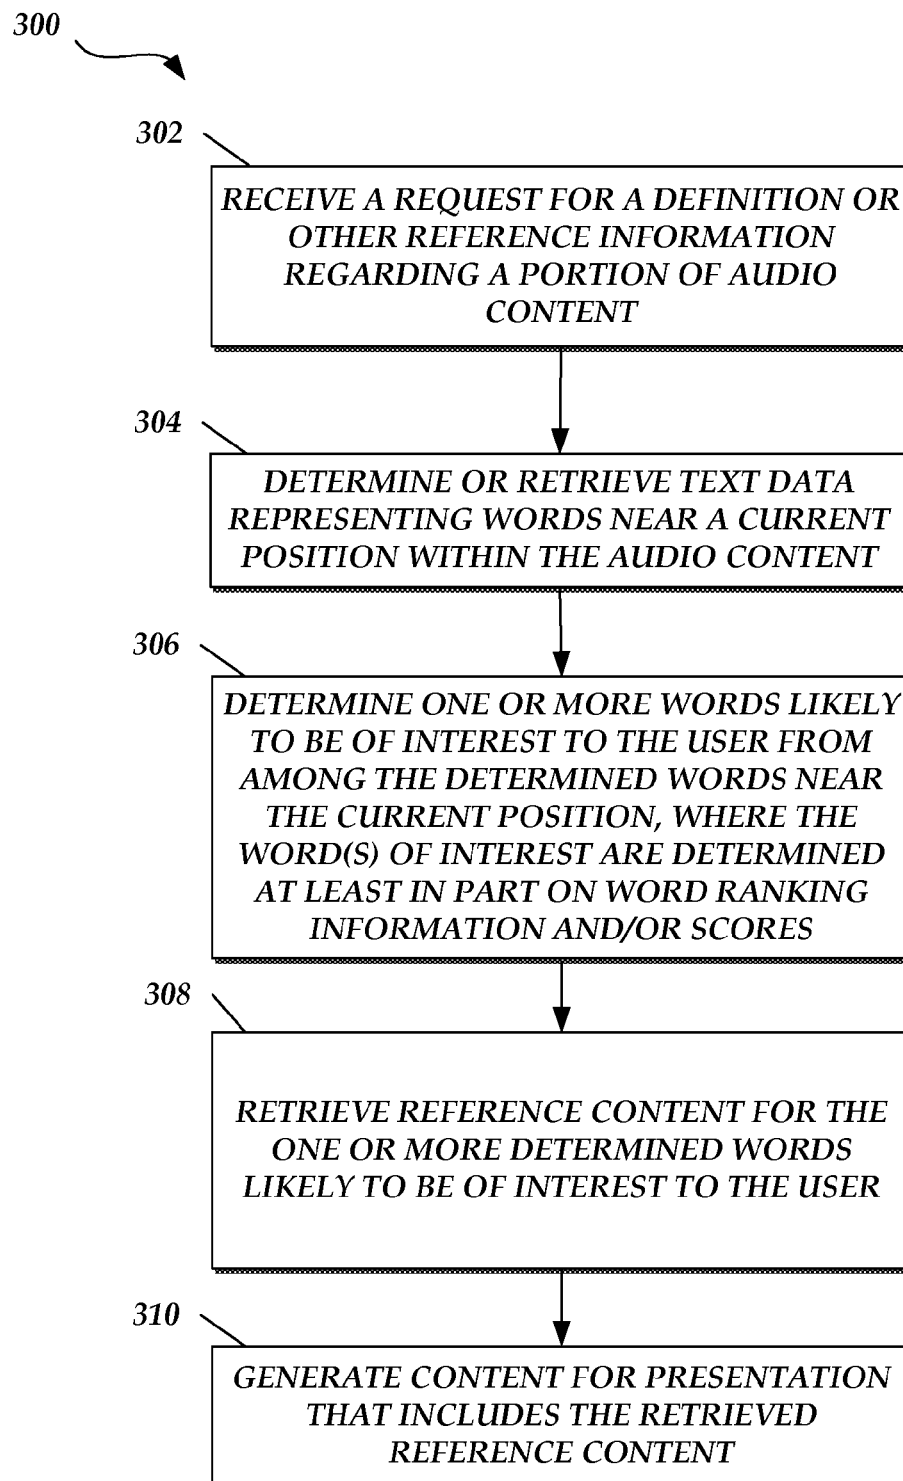 300
302
RECEIVE A REQUEST FOR A DEFINITION OR
OTHER REFERENCE INFORMATION
REGARDING A PORTION OF AUDIO
CONTENT
304
DETERMINE OR RETRIEVE TEXT DATA
REPRESENTING WORDS NEAR A CURRENT
POSITION WITHIN THE AUDIO CONTENT
306
DETERMINE ONE OR MORE WORDS LIKELY
TO BE OF INTEREST TO THE USER FROM
AMONG THE DETERMINED WORDS NEAR
THE CURRENT POSITION, WHERE THE
WORD(S) OF INTEREST ARE DETERMINED
AT LEAST IN PART ON WORD RANKING
INFORMATION AND/OR SCORES
308
RETRIEVE REFERENCE CONTENT FOR THE
ONE OR MORE DETERMINED WORDS
LIKELY TO BE OF INTEREST TO THE USER
310
GENERATE CONTENT FOR PRESENTATION
THAT INCLUDES THE RETRIEVED
REFERENCE CONTENT